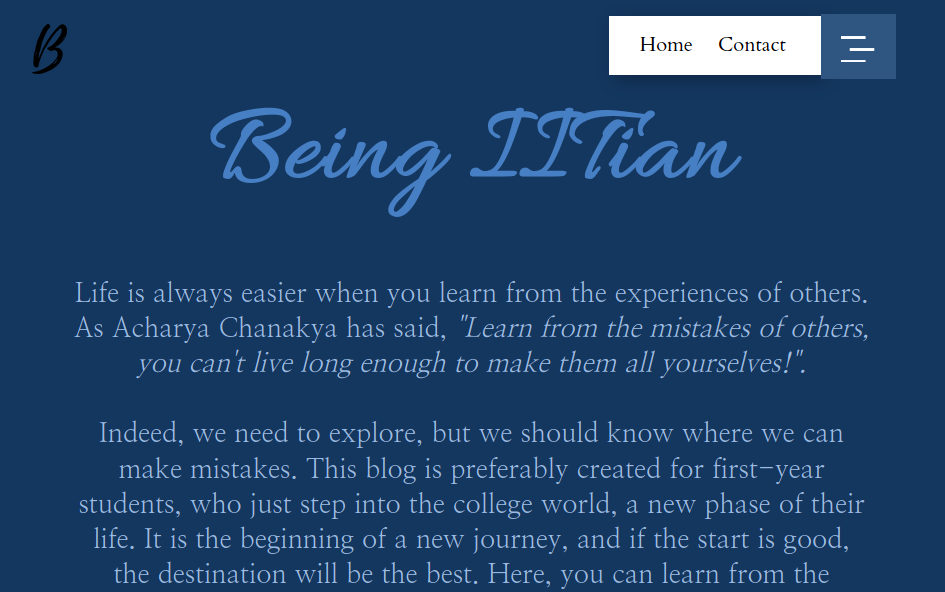 B
Home Contact
Being IITian
Life is always easier when you learn from the experiences of others.
As Acharya Chanakya has said, "Learn from the mistakes of others,
you can't live long enough to make them all yourselves!".
Indeed, we need to explore, but we should know where we can
make mistakes. This blog is preferably created for first-year
students, who just step into the college world, a new phase of their
life. It is the beginning of a new journey, and if the start is good,
the destination will be the best. Here, you can learn from the